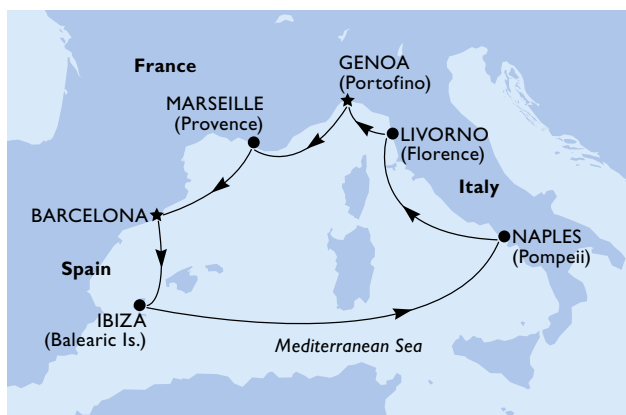 France
GENOA
(Portofino)
MARSEILLE
(Provence)
LIVORNO
(Florence)
Italy
BARCELONA
NAPLES
(Pompeii)
Spain
IBIZA
(Balearic Is.)
Mediterranean Sea